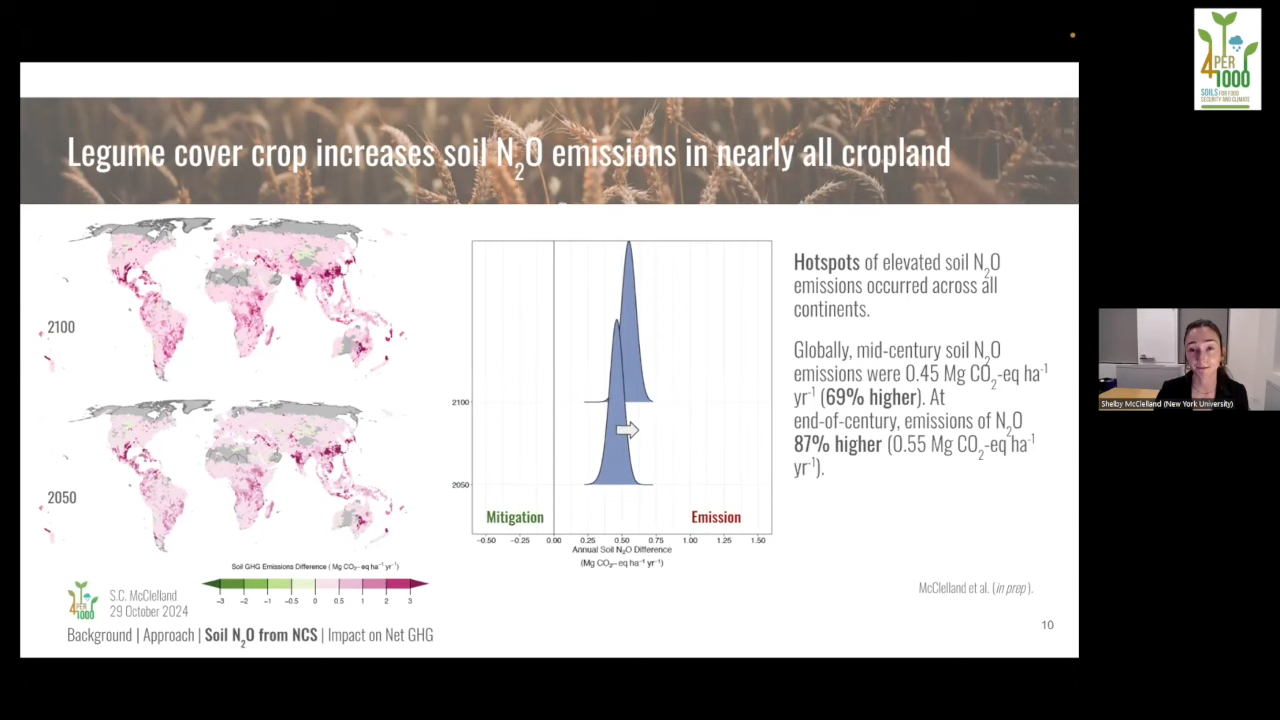 4 PER
1000
SOILS FOR FOOD
SECURITY AND CLIMATE
Legume cover crop increases soil N2O emissions in nearly all cropland
2100
2050
2100
2050
Mitigation
Emission
−0.50 −0.25 0.00 0.25 0.50 0.75 1.00 1.25 1.50
Annual Soil N2O Difference
(Mg CO2− eq ha−1 yr−1)
Hotspots of elevated soil N2O
emissions occurred across all
continents.
Globally, mid-century soil N2O
emissions were 0.45 Mg CO2-eq ha-1
yr-1 (69% higher). At
end-of-century, emissions of N2O
87% higher (0.55 Mg CO2-eq ha-1
yr-1).
Shelby McClelland (New York University)
Soil GHG Emissions Difference ( Mg CO2− eq ha−1 yr−1)
−3 −2 −1 −0.5 0 0.5 1 2 3
4 PER
1000
S.C. McClelland
29 October 2024
McClelland et al. (in prep ).
10
Background | Approach | Soil N2O from NCS | Impact on Net GHG